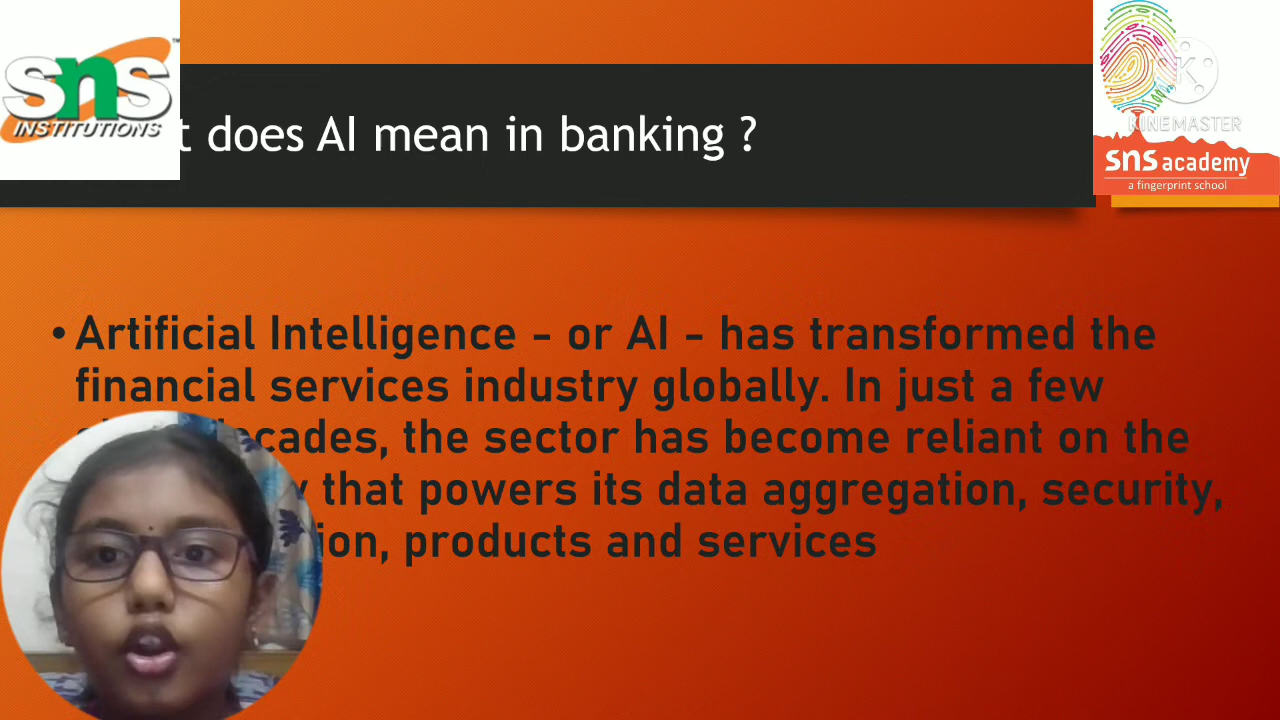 sns
INSTITUTIONS
TM
t does AI mean in banking ?
KINEMASTER
sns academy
a fingerprint school
• Artificial Intelligence - or AI - has transformed the
financial services industry globally. In just a few
cades, the sector has become reliant on the
that powers its data aggregation, security,
ion, products and services